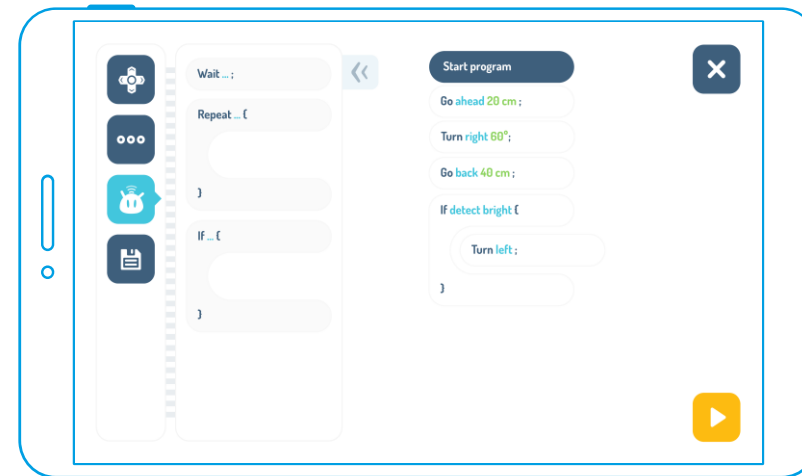 Wait ... ;
Repeat ... {
}
If ... {
}
Start program
Go ahead 20 cm ;
Turn right 60°;
Go back 40 cm ;
If detect bright {
Turn left ;
}